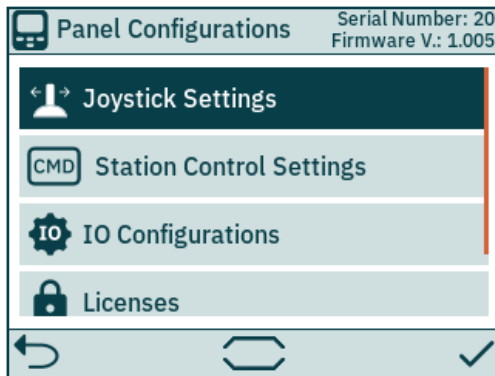 Panel Configurations
Serial Number: 20
Firmware V.: 1.005
Joystick Settings
CMD Station Control Settings
IO IO Configurations
Licenses